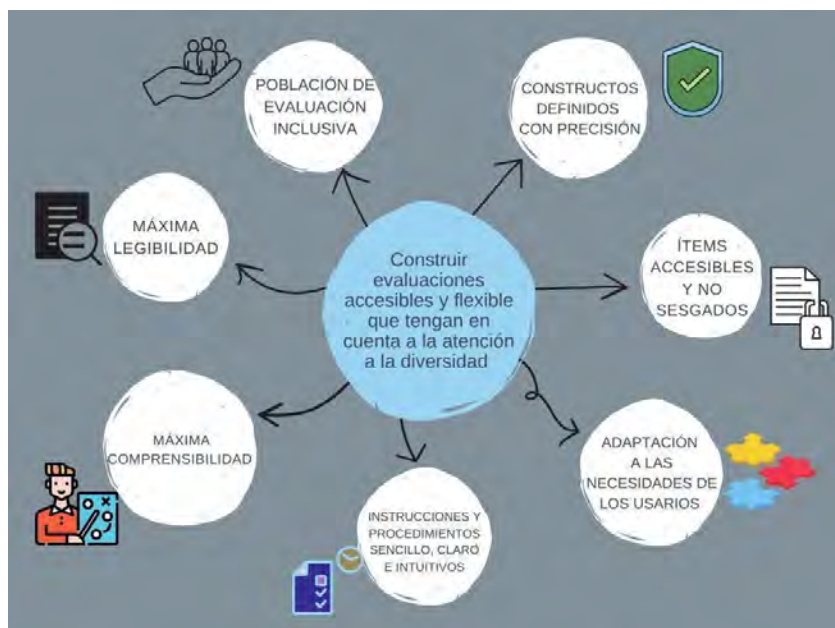 POBLACIÓN DE
EVALUACIÓN
INCLUSIVA
CONSTRUCTOS
DEFINIDOS
CON PRECISIÓN
MÁXIMA
LEGIBILIDAD
Construir
evaluaciones
accesibles y flexible
que tengan en
cuenta a la atención
a la diversidad
ÍTEMS
ACCESIBLES
Y NO
SESGADOS
MÁXIMA
COMPRENSIBILIDAD
ADAPTACIÓN
A LAS
NECESIDADES DE
LOS USARIOS
INSTRUCCIONES Y
PROCEDIMIENTOS
SENCILLO, CLARO
E INTUITIVOS